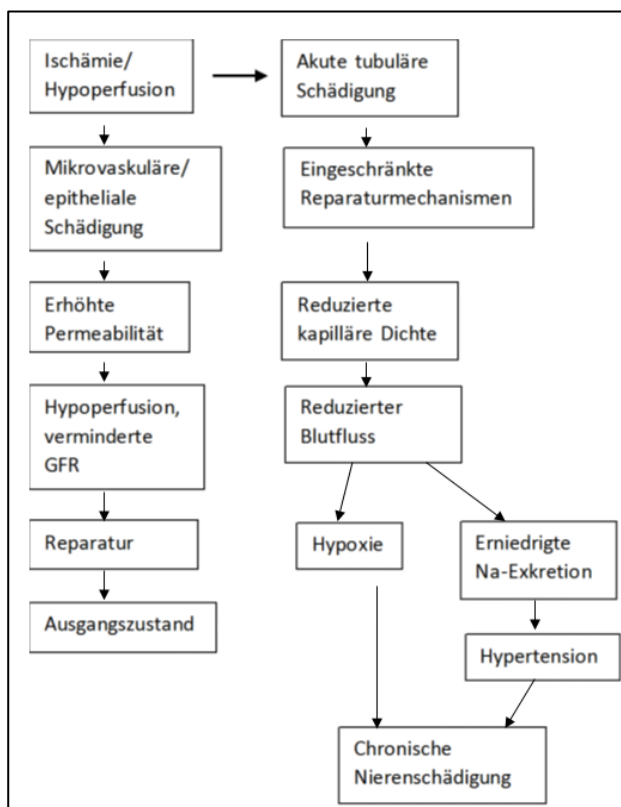 Ischämie/
Hypoperfusion
Akute tubuläre
Schädigung
Mikrovaskuläre/
epitheliale
Schädigung
Eingeschränkte
Reparaturmechanismen
Erhöhte
Permeabilität
Reduzierte
kapilläre Dichte
Hypoperfusion,
verminderte
GFR
Reduzierter
Blutfluss
Reparatur
Hypoxie
Erniedrigte
Na-Exkretion
Ausgangszustand
Hypertension
Chronische
Nierenschädigung